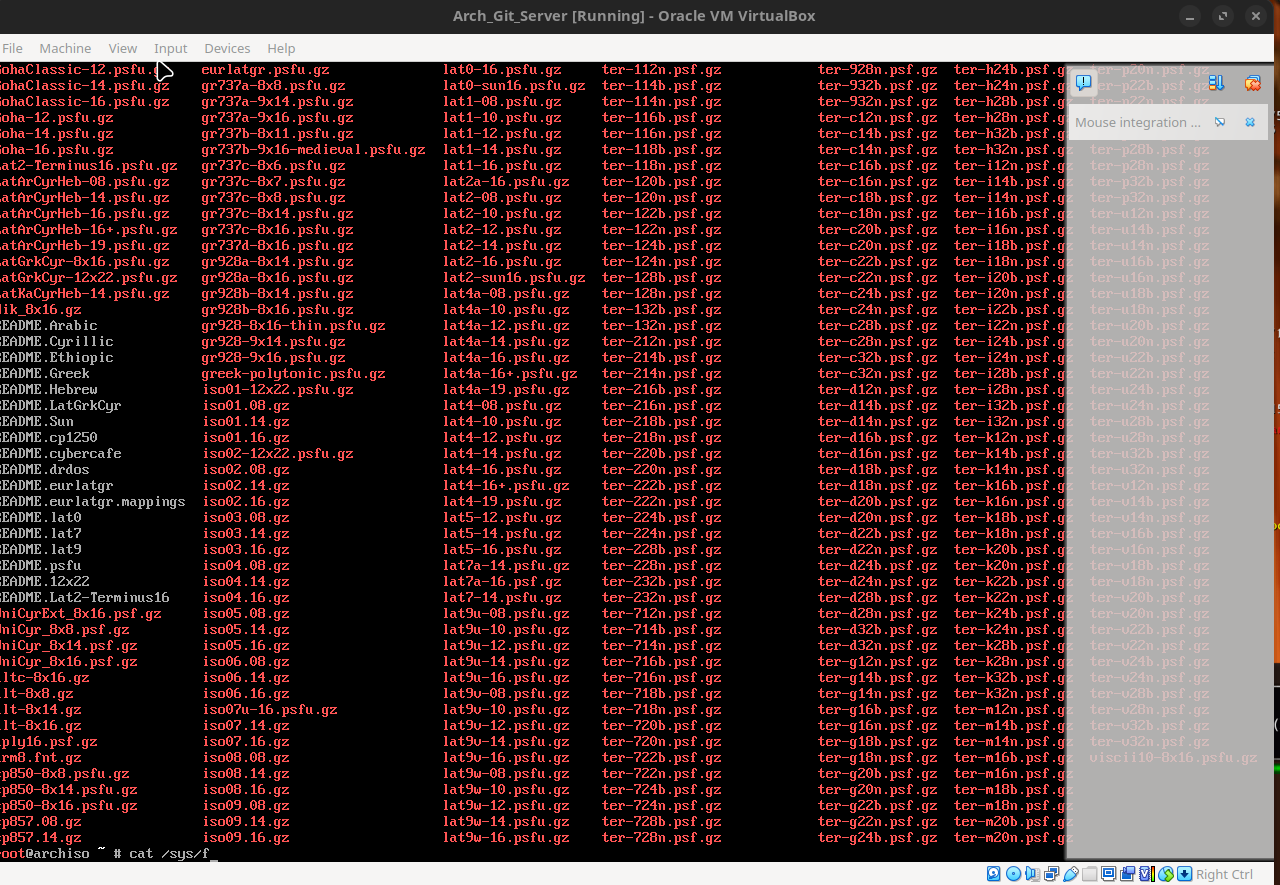 Arch_Git_Server [Running] - Oracle VM VirtualBox
File Machine View Input Devices Help
GohaClassic-12.psfu.gz eurlatgr.psfu.gz lat0-16.psfu.gz ter-112n.psf.gz ter-928n.psf.gz ter-h24b.psf.gz ter-p20n.psf.gz
GohaClassic-14.psfu.gz gr737a-8x8.psfu.gz lat0-sun16.psfu.gz ter-114b.psf.gz ter-932b.psf.gz ter-h24n.psf.gz ter-p22b.psf.gz
GohaClassic-16.psfu.gz gr737a-9x14.psfu.gz lat1-08.psfu.gz ter-114n.psf.gz ter-932n.psf.gz ter-h28b.psf.gz ter-p22n.psf.gz
Goha-12.psfu.gz gr737a-9x16.psfu.gz lat1-10.psfu.gz ter-116b.psf.gz ter-c12n.psf.gz ter-h28n.psf.gz Mouse integration ...
Goha-14.psfu.gz gr737b-8x11.psfu.gz lat1-12.psfu.gz ter-116n.psf.gz ter-c14b.psf.gz ter-h32b.psf.gz
Goha-16.psfu.gz gr737b-9x16-medieval.psfu.gz lat1-14.psfu.gz ter-118b.psf.gz ter-c14n.psf.gz ter-h32n.psf.gz ter-p28b.psf.gz
Lat2-Terminus16.psfu.gz gr737c-8x6.psfu.gz lat1-16.psfu.gz ter-118n.psf.gz ter-c16b.psf.gz ter-i12n.psf.gz ter-p28n.psf.gz
LatArCyrHeb-08.psfu.gz gr737c-8x7.psfu.gz lat2a-16.psfu.gz ter-120b.psf.gz ter-c16n.psf.gz ter-i14b.psf.gz ter-p32b.psf.gz
LatArCyrHeb-14.psfu.gz gr737c-8x8.psfu.gz lat2-08.psfu.gz ter-120n.psf.gz ter-c18b.psf.gz ter-i14n.psf.gz ter-p32n.psf.gz
LatArCyrHeb-16.psfu.gz gr737c-8x14.psfu.gz lat2-10.psfu.gz ter-122b.psf.gz ter-c18n.psf.gz ter-i16b.psf.gz ter-u12n.psf.gz
LatArCyrHeb-16+.psfu.gz gr737c-8x16.psfu.gz lat2-12.psfu.gz ter-122n.psf.gz ter-c20b.psf.gz ter-i16n.psf.gz ter-u14b.psf.gz
LatArCyrHeb-19.psfu.gz gr737d-8x16.psfu.gz lat2-14.psfu.gz ter-124b.psf.gz ter-c20n.psf.gz ter-i18b.psf.gz ter-u14n.psf.gz
LatGrkCyr-8x16.psfu.gz gr928a-8x14.psfu.gz lat2-16.psfu.gz ter-124n.psf.gz ter-c22b.psf.gz ter-i18n.psf.gz ter-u16b.psf.gz
LatGrkCyr-12x22.psfu.gz gr928a-8x16.psfu.gz lat2-sun16.psfu.gz ter-128b.psf.gz ter-c22n.psf.gz ter-i20b.psf.gz ter-u16n.psf.gz
LatKaCyrHeb-14.psfu.gz gr928b-8x14.psfu.gz lat4a-08.psfu.gz ter-128n.psf.gz ter-c24b.psf.gz ter-i20n.psf.gz ter-u18b.psf.gz
Mik_8x16.gz gr928b-8x16.psfu.gz lat4a-10.psfu.gz ter-132b.psf.gz ter-c24n.psf.gz ter-i22b.psf.gz ter-u18n.psf.gz
README.Arabic gr928-8x16-thin.psfu.gz lat4a-12.psfu.gz ter-132n.psf.gz ter-c28b.psf.gz ter-i22n.psf.gz ter-u20b.psf.gz
README.Cyrillic gr928-9x14.psfu.gz lat4a-14.psfu.gz ter-212n.psf.gz ter-c28n.psf.gz ter-i24b.psf.gz ter-u20n.psf.gz
README.Ethiopic gr928-9x16.psfu.gz lat4a-16.psfu.gz ter-214b.psf.gz ter-c32b.psf.gz ter-i24n.psf.gz ter-u22b.psf.gz
README.Greek greek-polytonic.psfu.gz lat4a-16+.psfu.gz ter-214n.psf.gz ter-c32n.psf.gz ter-i28b.psf.gz ter-u22n.psf.gz
README.Hebrew iso01-12x22.psfu.gz lat4a-19.psfu.gz ter-216b.psf.gz ter-d12n.psf.gz ter-i28n.psf.gz ter-u24b.psf.gz
README.LatGrkCyr iso01.08.gz lat4-08.psfu.gz ter-216n.psf.gz ter-d14b.psf.gz ter-i32b.psf.gz ter-u24n.psf.gz
README.Sun iso01.14.gz lat4-10.psfu.gz ter-218b.psf.gz ter-d14n.psf.gz ter-i32n.psf.gz ter-u28b.psf.gz
README.cp1250 iso01.16.gz lat4-12.psfu.gz ter-218n.psf.gz ter-d16b.psf.gz ter-k12n.psf.gz ter-u28n.psf.gz
README.cybercafe iso02-12x22.psfu.gz lat4-14.psfu.gz ter-220b.psf.gz ter-d16n.psf.gz ter-k14b.psf.gz ter-u32b.psf.gz
README.drdos iso02.08.gz lat4-16.psfu.gz ter-220n.psf.gz ter-d18b.psf.gz ter-k14n.psf.gz ter-u32n.psf.gz
README.eurlatgr iso02.14.gz lat4-16+.psfu.gz ter-222b.psf.gz ter-d18n.psf.gz ter-k16b.psf.gz ter-v12n.psf.gz
README.eurlatgr.mappings iso02.16.gz lat4-19.psfu.gz ter-222n.psf.gz ter-d20b.psf.gz ter-k16n.psf.gz ter-v14b.psf.gz
README.lat0 iso03.08.gz lat5-12.psfu.gz ter-224b.psf.gz ter-d20n.psf.gz ter-k18b.psf.gz ter-v14n.psf.gz
README.lat7 iso03.14.gz lat5-14.psfu.gz ter-224n.psf.gz ter-d22b.psf.gz ter-k18n.psf.gz ter-v16b.psf.gz
README.lat9 iso03.16.gz lat5-16.psfu.gz ter-228b.psf.gz ter-d22n.psf.gz ter-k20b.psf.gz ter-v16n.psf.gz
README.psfu iso04.08.gz lat7a-14.psfu.gz ter-228n.psf.gz ter-d24b.psf.gz ter-k20n.psf.gz ter-v18b.psf.gz
README.12x22 iso04.14.gz lat7a-16.psf.gz ter-232b.psf.gz ter-d24n.psf.gz ter-k22b.psf.gz ter-v18n.psf.gz
README.Lat2-Terminus16 iso04.16.gz lat7-14.psfu.gz ter-232n.psf.gz ter-d28b.psf.gz ter-k22n.psf.gz ter-v20b.psf.gz
UniCyrExt_8x16.psf.gz iso05.08.gz lat9u-08.psfu.gz ter-712n.psf.gz ter-d28n.psf.gz ter-k24b.psf.gz ter-v20n.psf.gz
UniCyr_8x8.psf.gz iso05.14.gz lat9u-10.psfu.gz ter-714b.psf.gz ter-d32b.psf.gz ter-k24n.psf.gz ter-v22b.psf.gz
UniCyr_8x14.psf.gz iso05.16.gz lat9u-12.psfu.gz ter-714n.psf.gz ter-d32n.psf.gz ter-k28b.psf.gz ter-v22n.psf.gz
UniCyr_8x16.psf.gz iso06.08.gz lat9u-14.psfu.gz ter-716b.psf.gz ter-g12n.psf.gz ter-k28n.psf.gz ter-v24b.psf.gz
ltc-8x16.gz iso06.14.gz lat9u-16.psfu.gz ter-716n.psf.gz ter-g14b.psf.gz ter-k32b.psf.gz ter-v24n.psf.gz
lt-8x8.gz iso06.16.gz lat9v-08.psfu.gz ter-718b.psf.gz ter-g14n.psf.gz ter-k32n.psf.gz ter-v28b.psf.gz
lt-8x14.gz iso07u-16.psfu.gz lat9v-10.psfu.gz ter-718n.psf.gz ter-g16b.psf.gz ter-m12n.psf.gz ter-v28n.psf.gz
lt-8x16.gz iso07.14.gz lat9v-12.psfu.gz ter-720b.psf.gz ter-g16n.psf.gz ter-m14b.psf.gz ter-v32b.psf.gz
ply16.psf.gz iso07.16.gz lat9v-14.psfu.gz ter-720n.psf.gz ter-g18b.psf.gz ter-m14n.psf.gz ter-v32n.psf.gz
rm8.fnt.gz iso08.08.gz lat9v-16.psfu.gz ter-722b.psf.gz ter-g18n.psf.gz ter-m16b.psf.gz viscii10-8x16.psfu.gz
cp850-8x8.psfu.gz iso08.14.gz lat9w-08.psfu.gz ter-722n.psf.gz ter-g20b.psf.gz ter-m16n.psf.gz
cp850-8x14.psfu.gz iso08.16.gz lat9w-10.psfu.gz ter-724b.psf.gz ter-g20n.psf.gz ter-m18b.psf.gz
cp850-8x16.psfu.gz iso09.08.gz lat9w-12.psfu.gz ter-724n.psf.gz ter-g22b.psf.gz ter-m18n.psf.gz
cp857.08.gz iso09.14.gz lat9w-14.psfu.gz ter-728b.psf.gz ter-g22n.psf.gz ter-m20b.psf.gz
cp857.14.gz iso09.16.gz lat9w-16.psfu.gz ter-728n.psf.gz ter-g24b.psf.gz ter-m20n.psf.gz
root@archiso ~ # cat /sys/f_
Right Ctrl